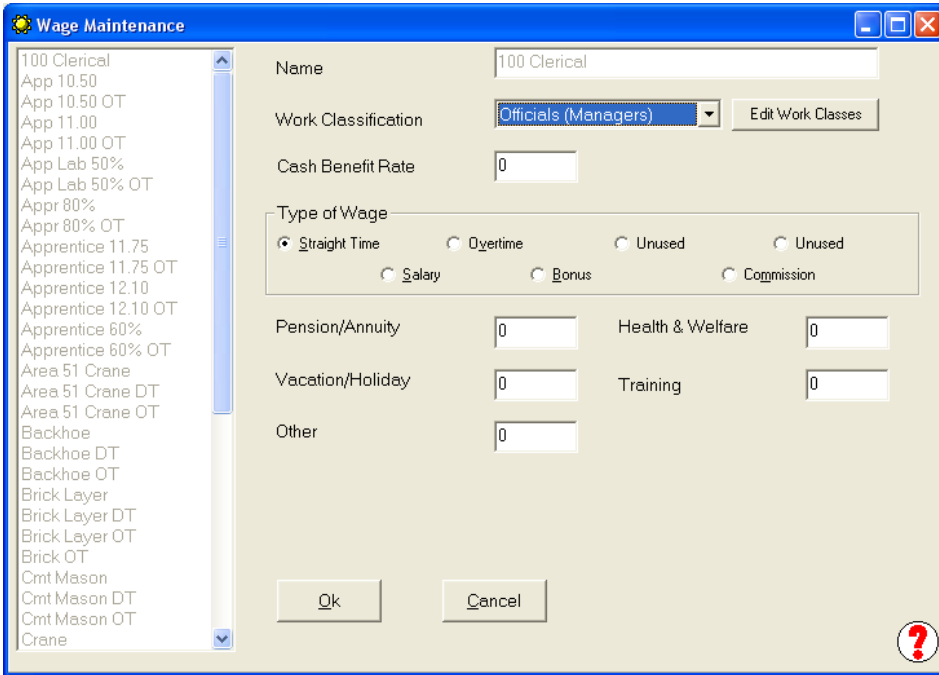 Wage Maintenance
100 Clerical
App 10.50
App 10.50 OT
App 11.00
App 11.00 OT
App Lab 50%
App Lab 50% OT
Appr 80%
Appr 80% OT
Apprentice 11.75
Apprentice 11.75 OT
Apprentice 12.10
Apprentice 12.10 OT
Apprentice 60%
Apprentice 60% OT
Area 51 Crane
Area 51 Crane DT
Area 51 Crane OT
Backhoe
Backhoe DT
Backhoe OT
Brick Layer
Brick Layer DT
Brick Layer OT
Brick OT
Cmt Mason
Cmt Mason DT
Cmt Mason OT
Crane
Name 100 Clerical
Work Classification Officials (Managers) Edit Work Classes
Cash Benefit Rate 0
Type of Wage
Straight Time Overtime Unused Unused
Salary Bonus Commission
Pension/Annuity 0 Health & Welfare 0
Vacation/Holiday 0 Training 0
Other 0
Ok Cancel
?